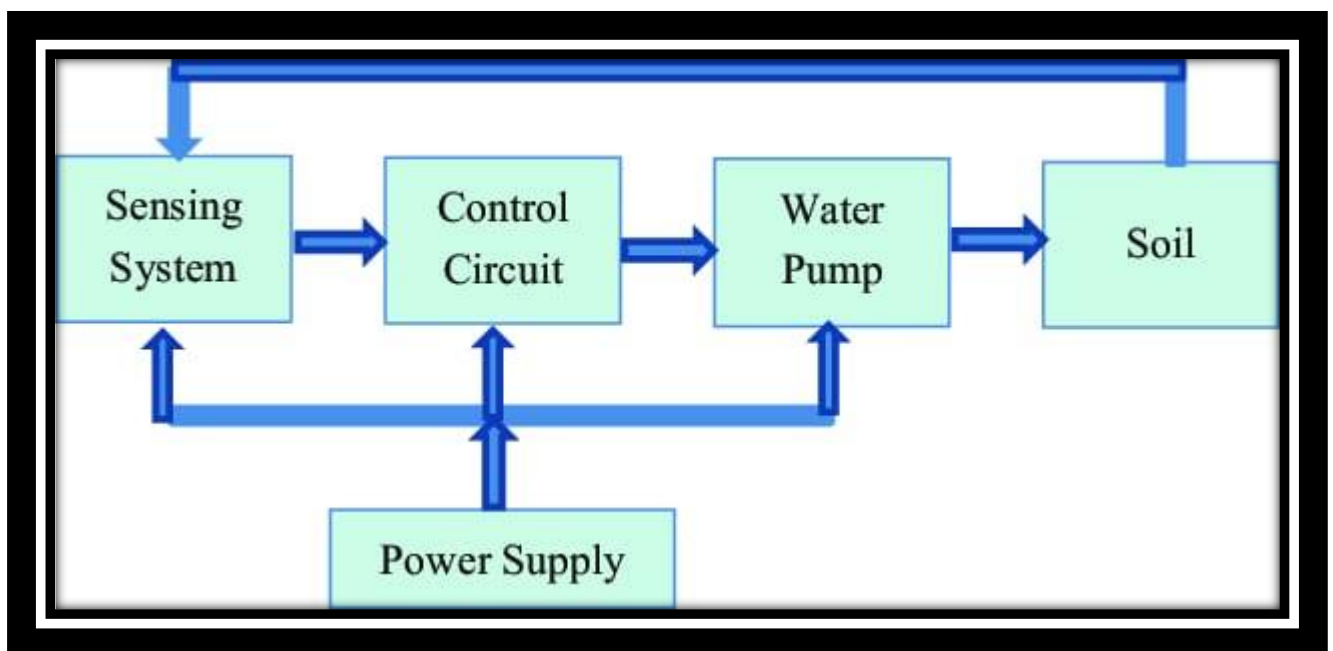 Sensing
System
Control
Circuit
Water
Pump
Soil
Power Supply